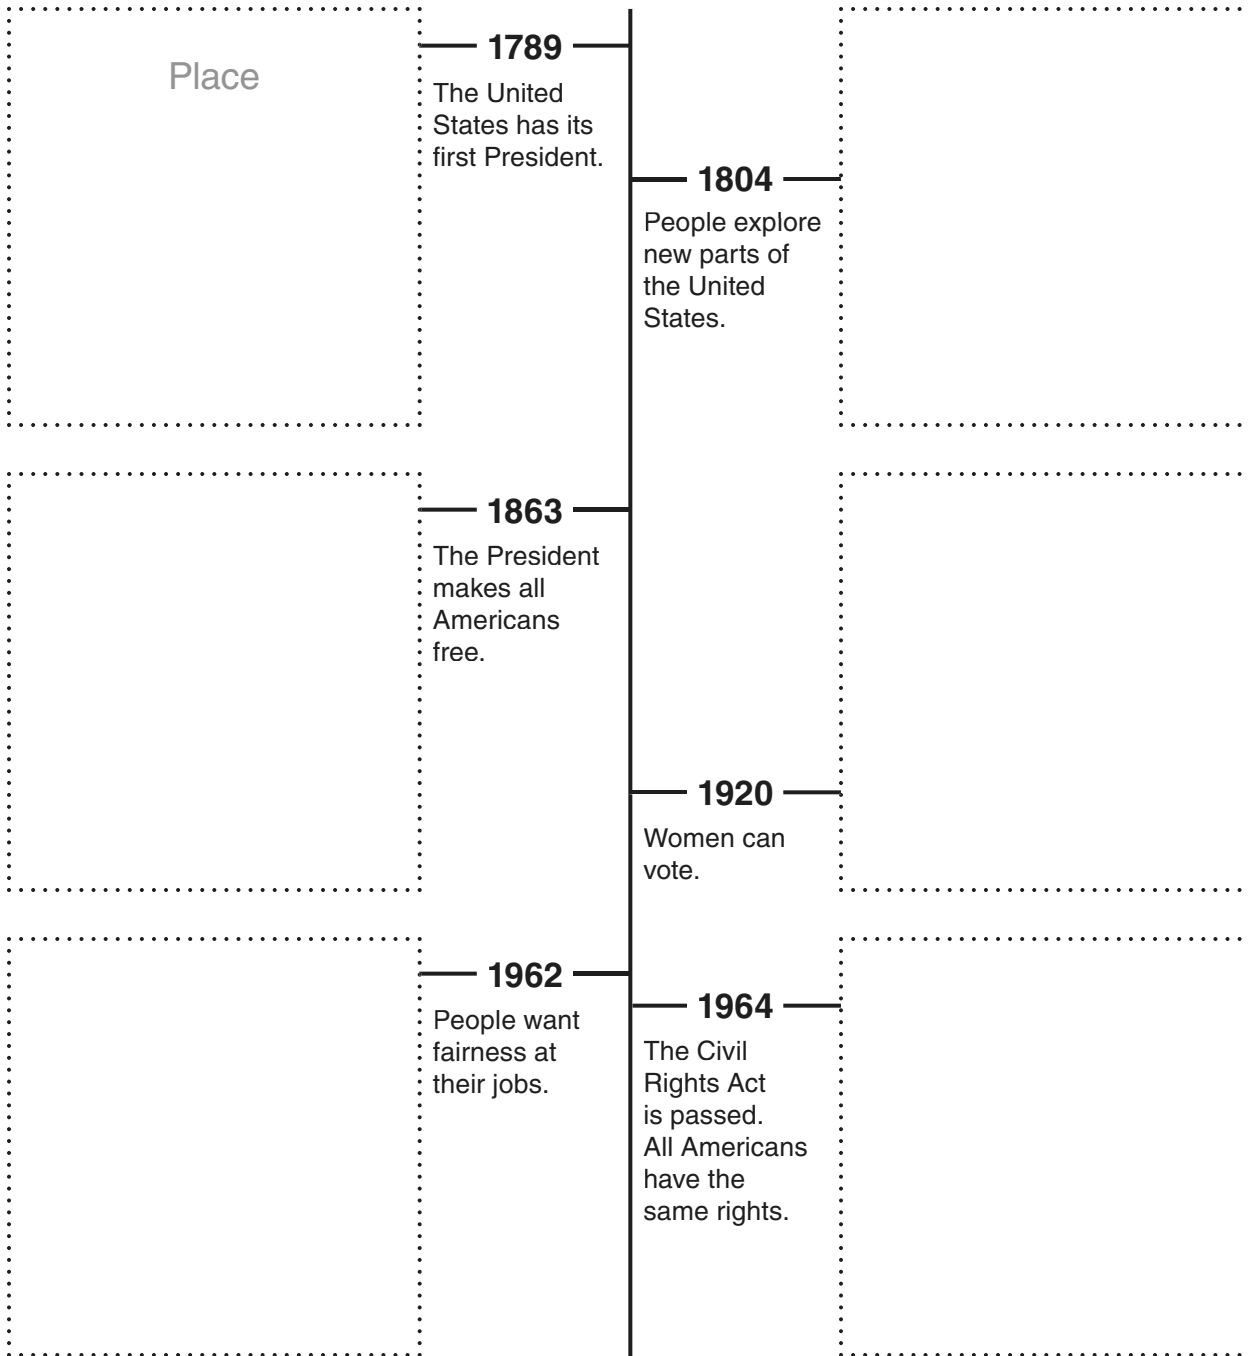 Place
1789
The United
States has its
first President.
1804
People explore
new parts of
the United
States.
1863
The President
makes all
Americans
free.
1920
Women can
vote.
1962
People want
fairness at
their jobs.
1964
The Civil
Rights Act
is passed.
All Americans
have the
same rights.